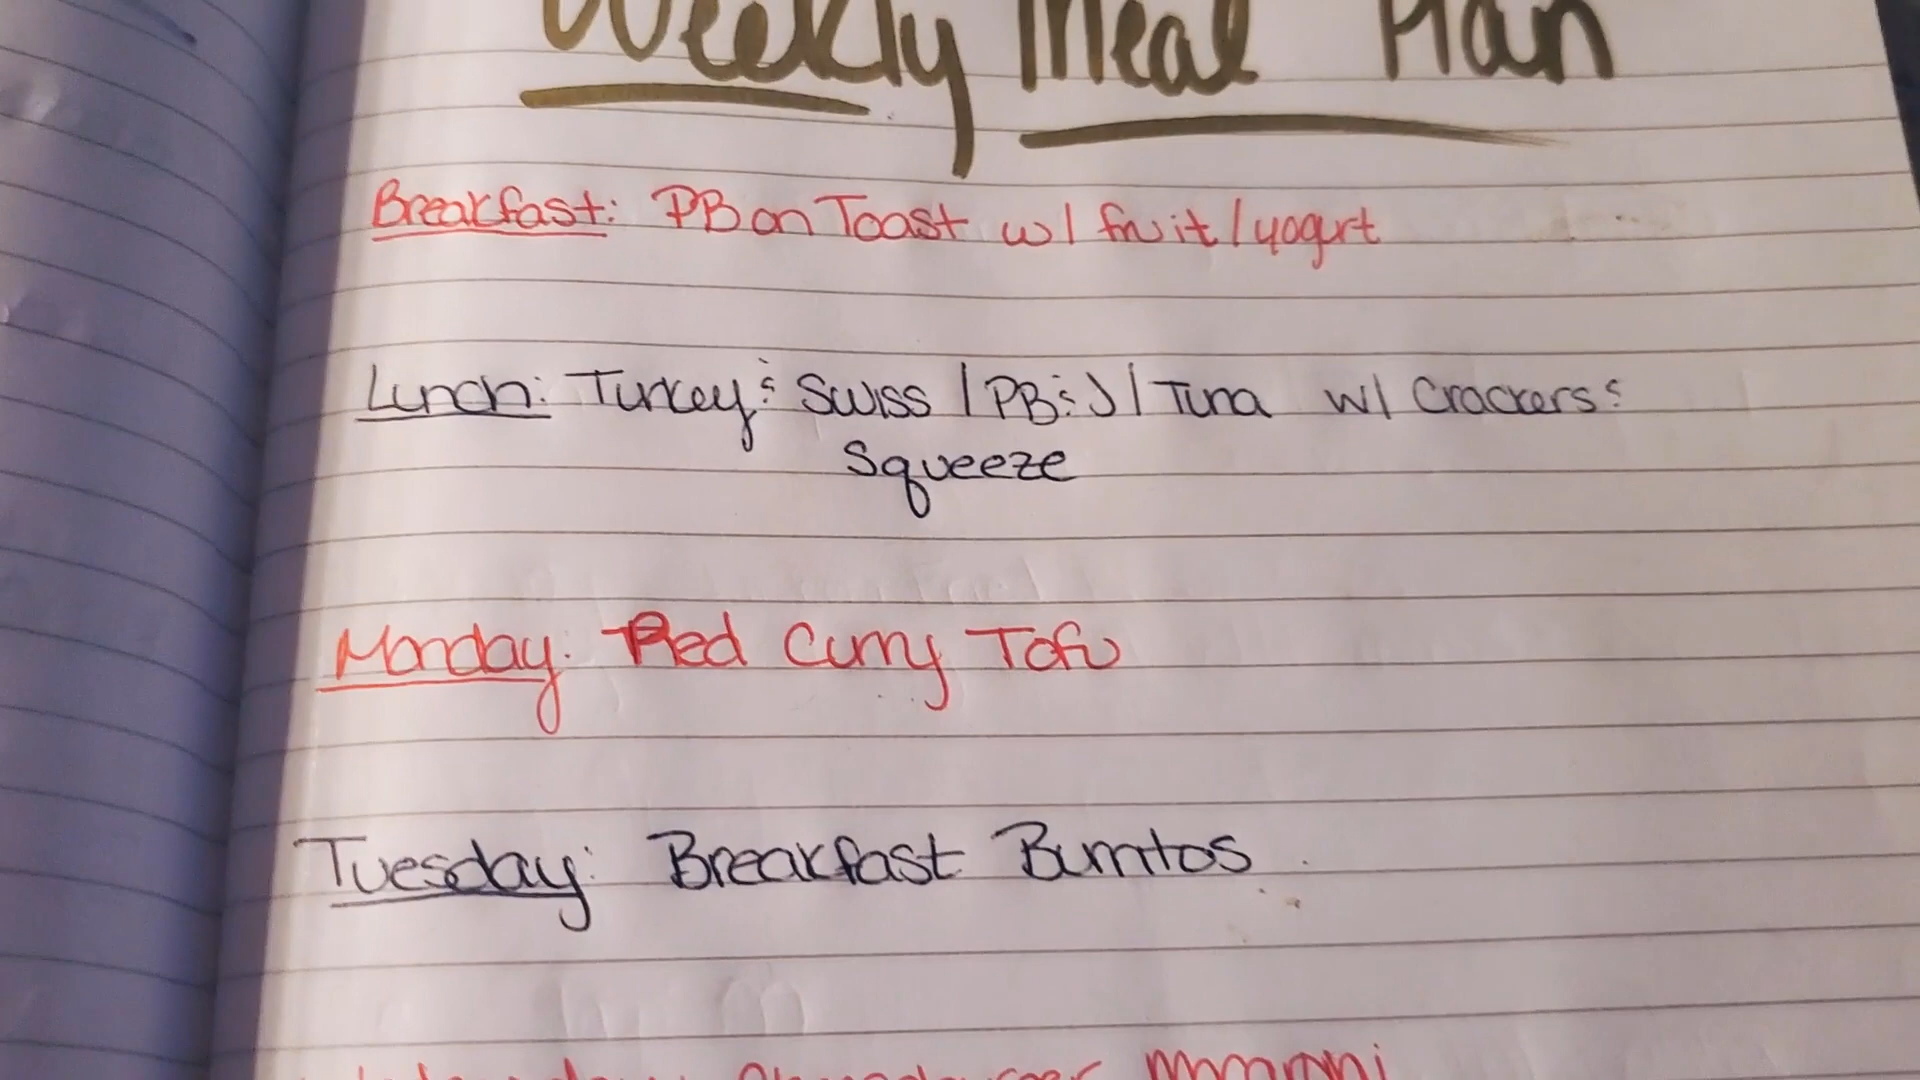 Weekly Meal Plan
Breakfast: PB on Toast w/ fruit/yogurt
Lunch: Turkey & Swiss / PB & J / Tuna w/ Crackers &
Squeeze
Monday: Red Curry Tofu
Tuesday: Breakfast Burritos